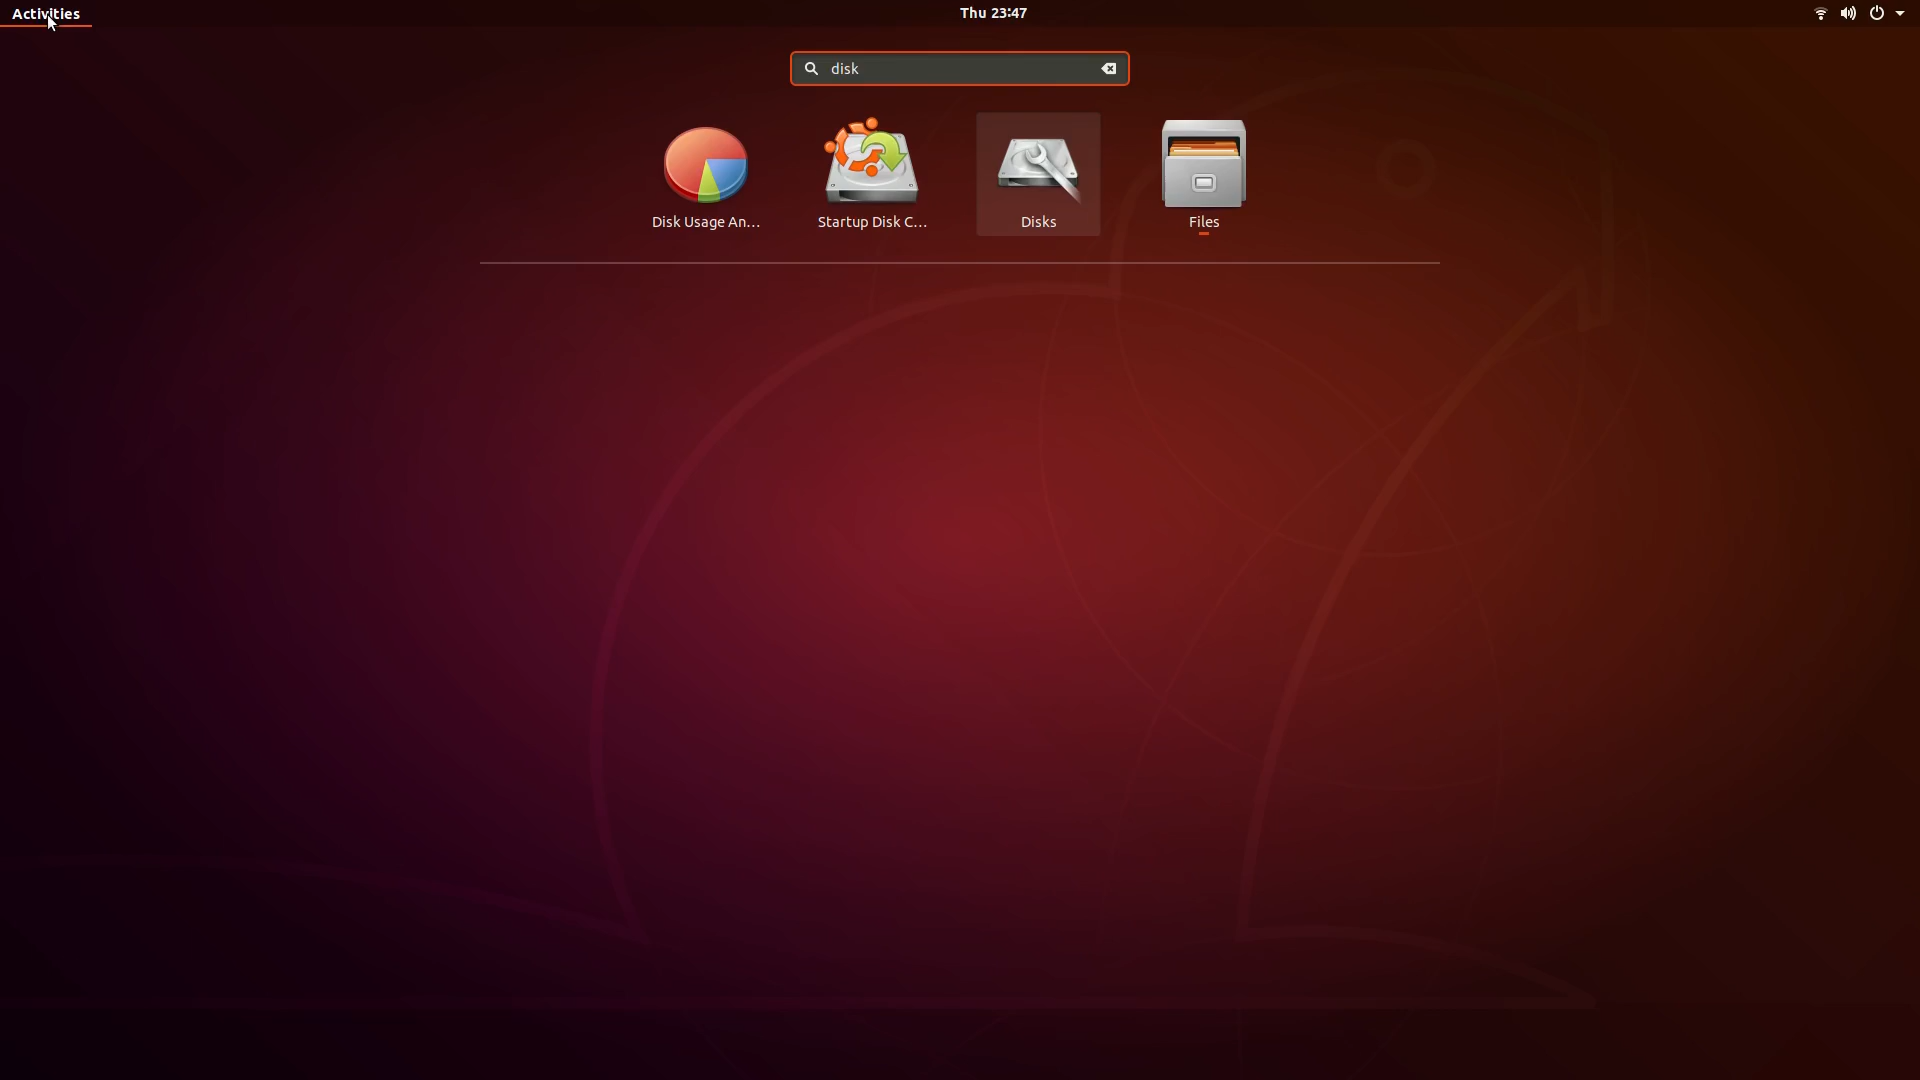 Activities
Thu 23:47
disk
Disk Usage An...
Startup Disk C...
Disks
Files